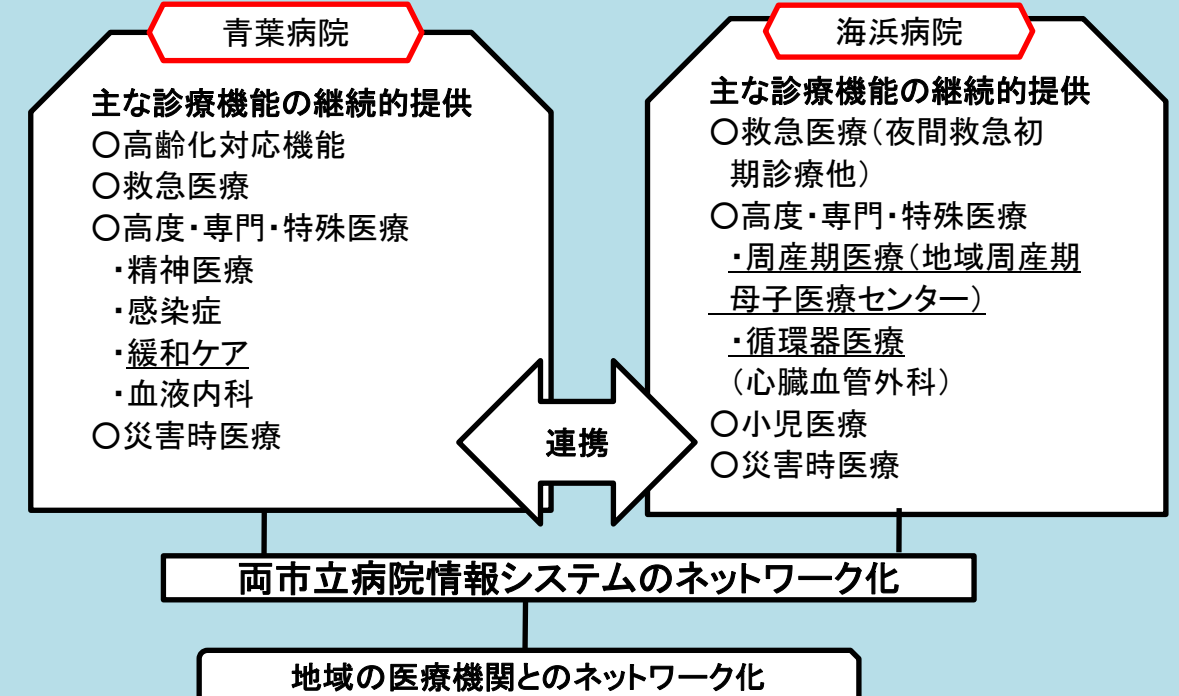 青葉病院
主な診療機能の継続的提供
○高齢化対応機能
○救急医療
○高度・専門・特殊医療
・精神医療
・感染症
・緩和ケア
・血液内科
○災害時医療
海浜病院
主な診療機能の継続的提供
○救急医療（夜間救急初
期診療他）
○高度・専門・特殊医療
・周産期医療（地域周産期
母子医療センター）
・循環器医療
（心臓血管外科）
○小児医療
○災害時医療
連携
両市立病院情報システムのネットワーク化
地域の医療機関とのネットワーク化